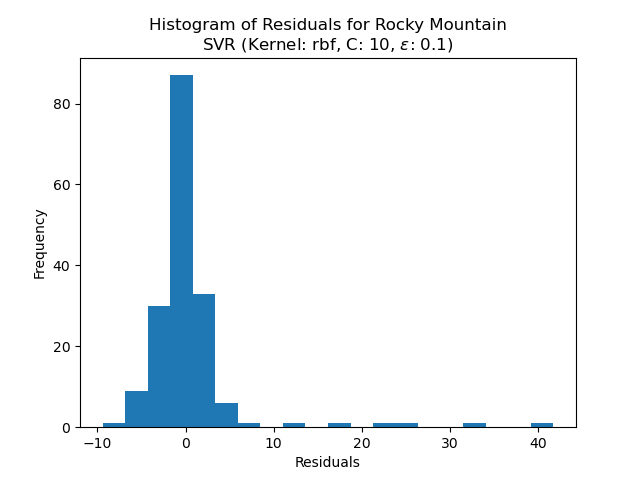 Histogram of Residuals for Rocky Mountain
SVR (Kernel: rbf, C: 10, ε: 0.1)
80
60
40
20
0
Frequency
−10
0
10
20
30
40
Residuals